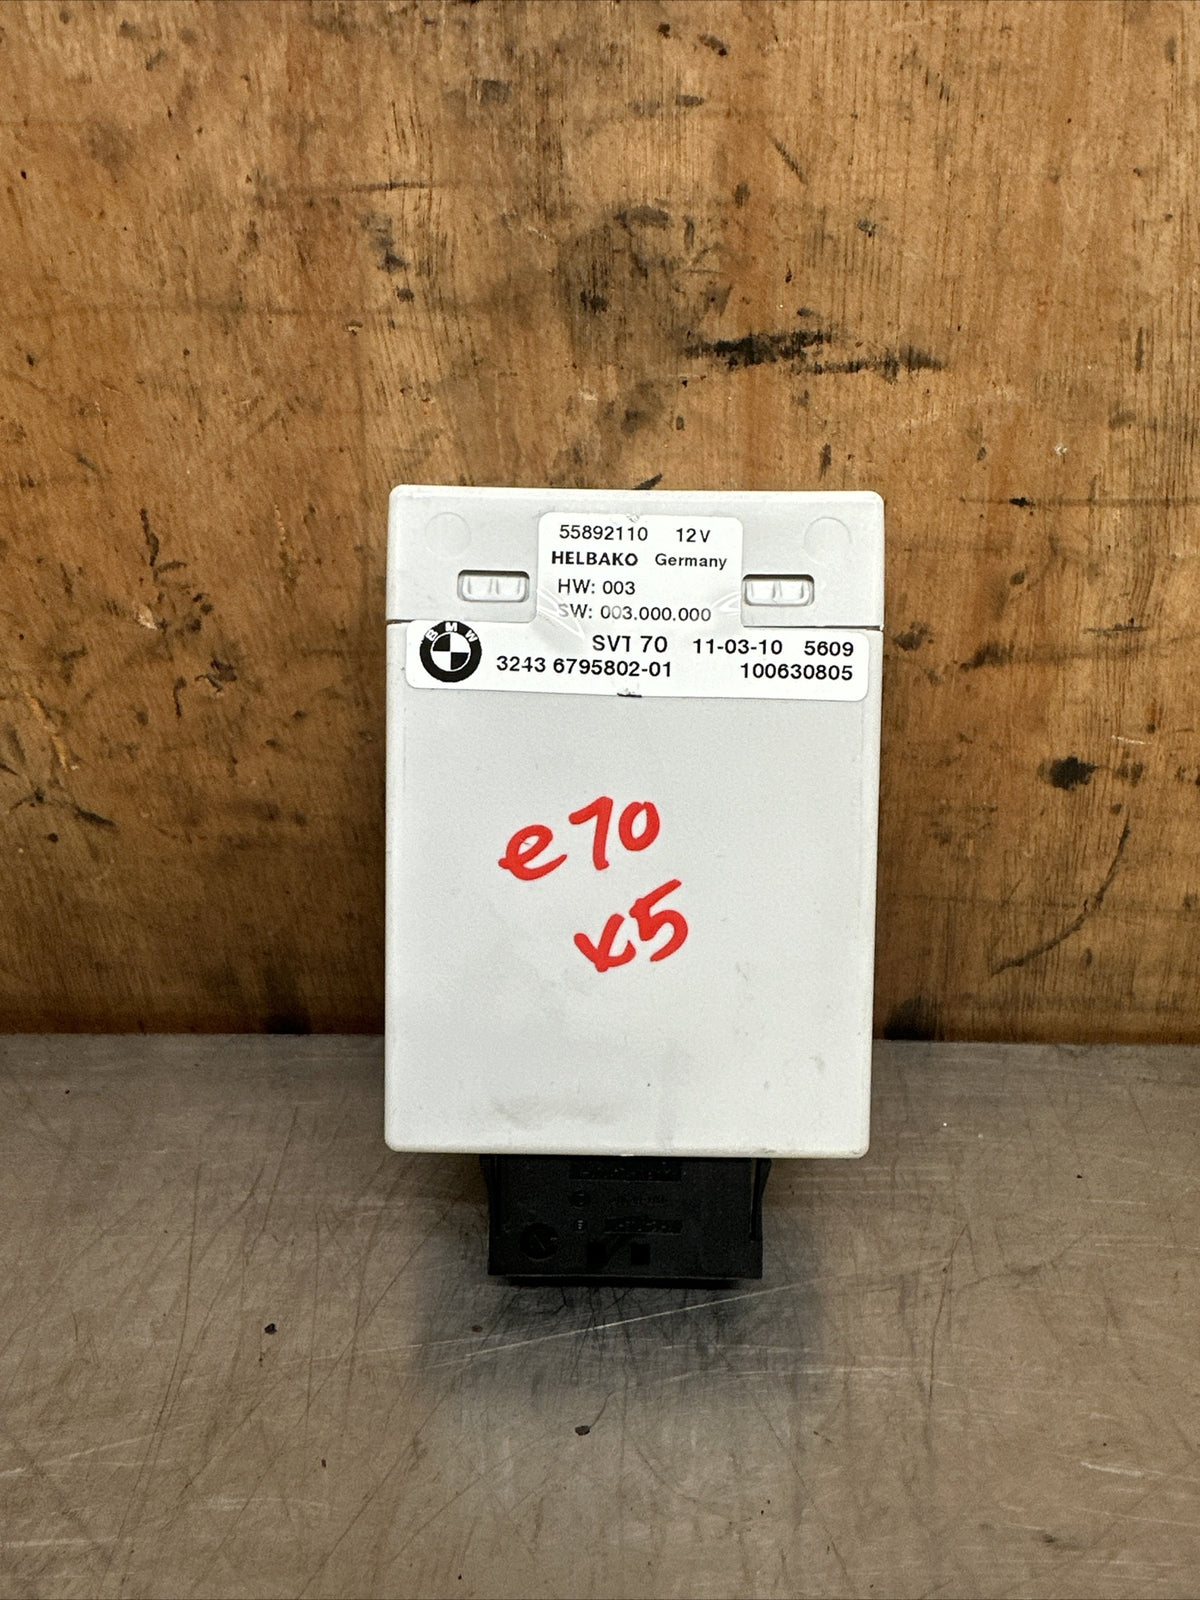 55892110 12V
HELBAKO Germany
HW: 003
SW: 003.000.000
BMW
SVT 70 11-03-10 5609
3243 6795802-01 100630805
e70
x5